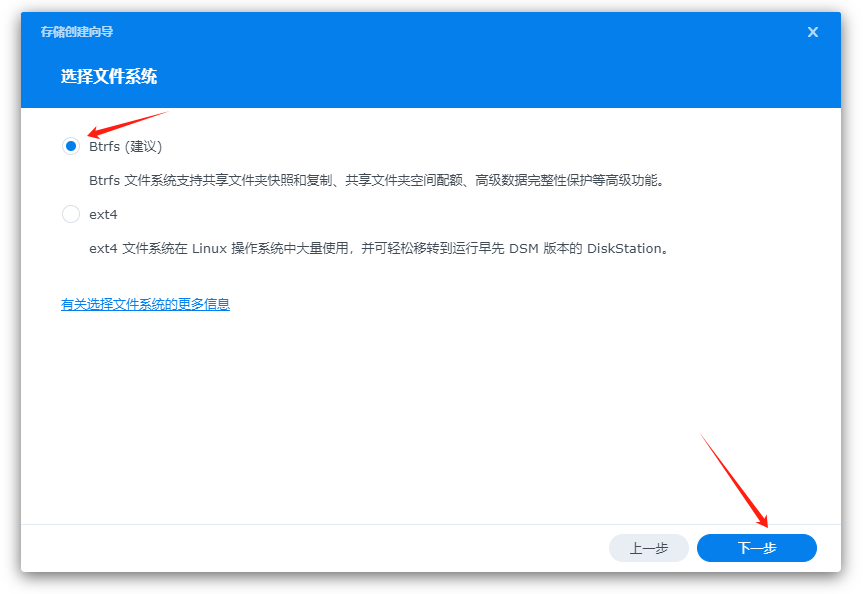 存储创建向导
X
选择文件系统
Btrfs (建议)
Btrfs 文件系统支持共享文件夹快照和复制、共享文件夹空间配额、高级数据完整性保护等高级功能。
ext4
ext4 文件系统在 Linux 操作系统中大量使用，并可轻松移转到运行早先 DSM 版本的 DiskStation。
有关选择文件系统的更多信息
上一步
下一步